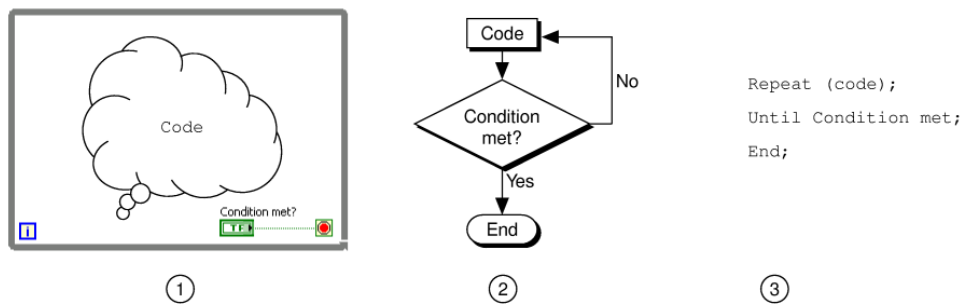 Code
Condition met?
i
TF
1
Code
No
Condition
met?
Yes
End
2
Repeat (code);
Until Condition met;
End;
3